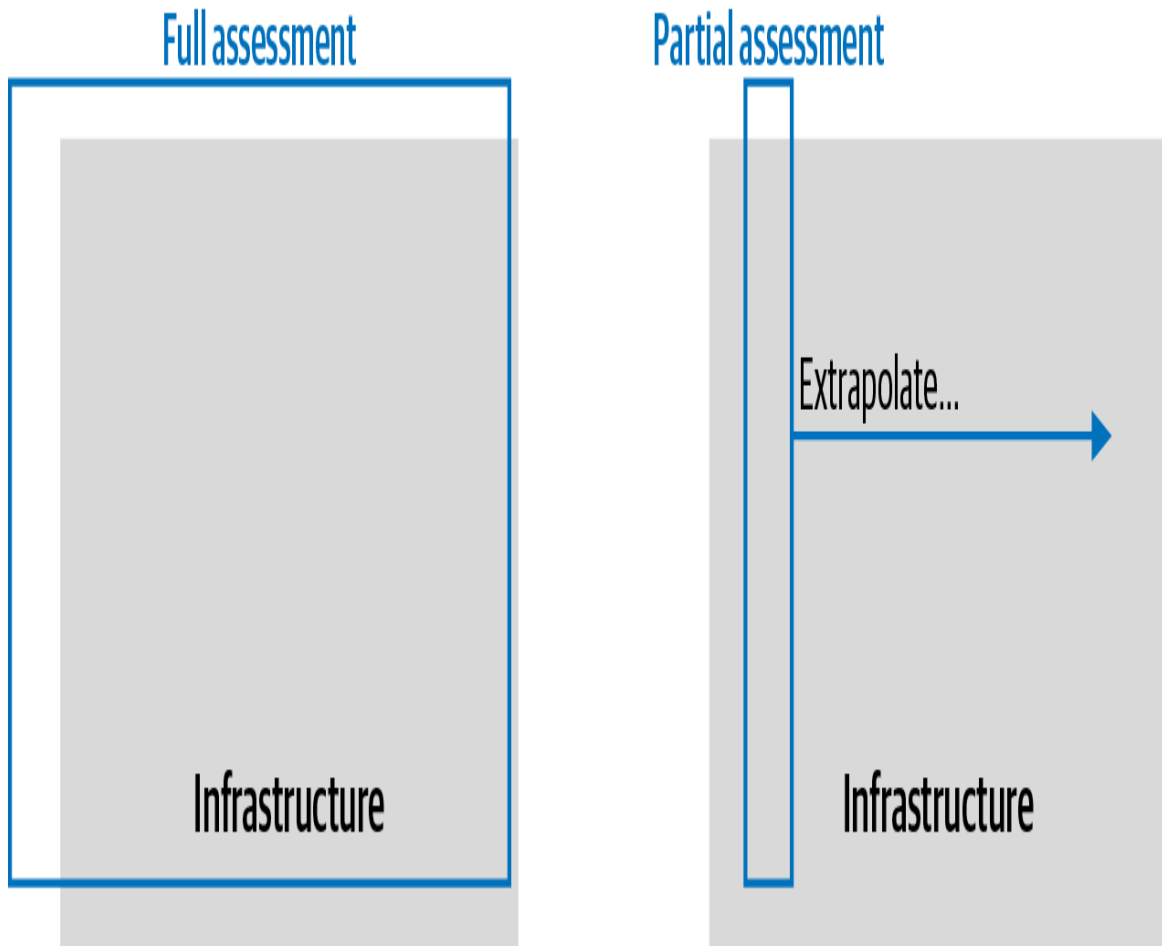 Full assessment
Partial assessment
Extrapolate...
Infrastructure
Infrastructure